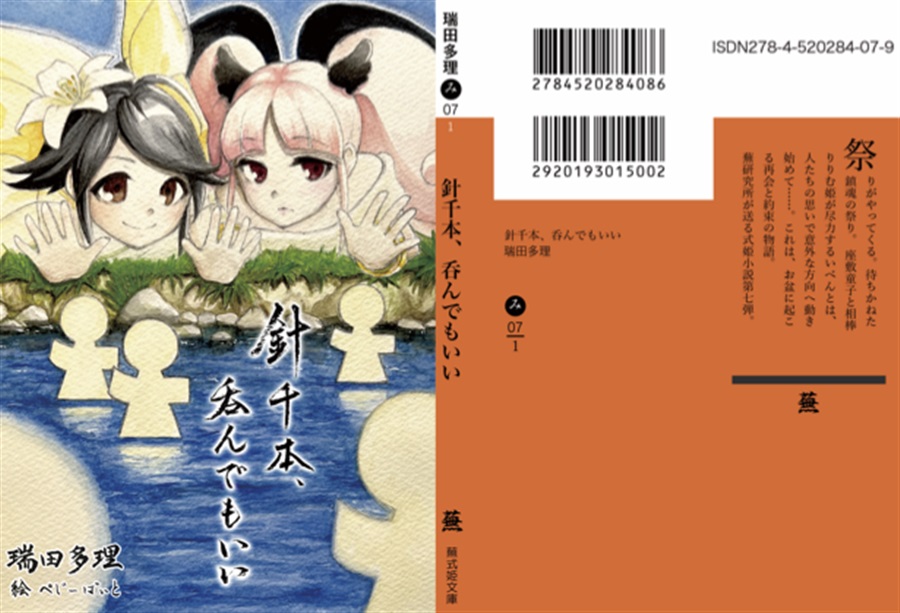 針千本、
呑んでもいい
瑞田多理
絵 べじーばいと
瑞田多理
み
07
1
針千本、呑んでもいい
蕪
蕪式姫文庫
2784520284086
2920193015002
ISDN278-4-520284-07-9
針千本、呑んでもいい
瑞田多理
み
07
1
祭りがやってくる。待ちかねた
鎮魂の祭り。座敷童子と相棒
りりむ姫が尽力するいべんとは、
人たちの思いで意外な方向へ動き
始めて……。これは、お盆に起こ
る再会と約束の物語。
蕪研究所が送る式姫小説第七弾。
蕪